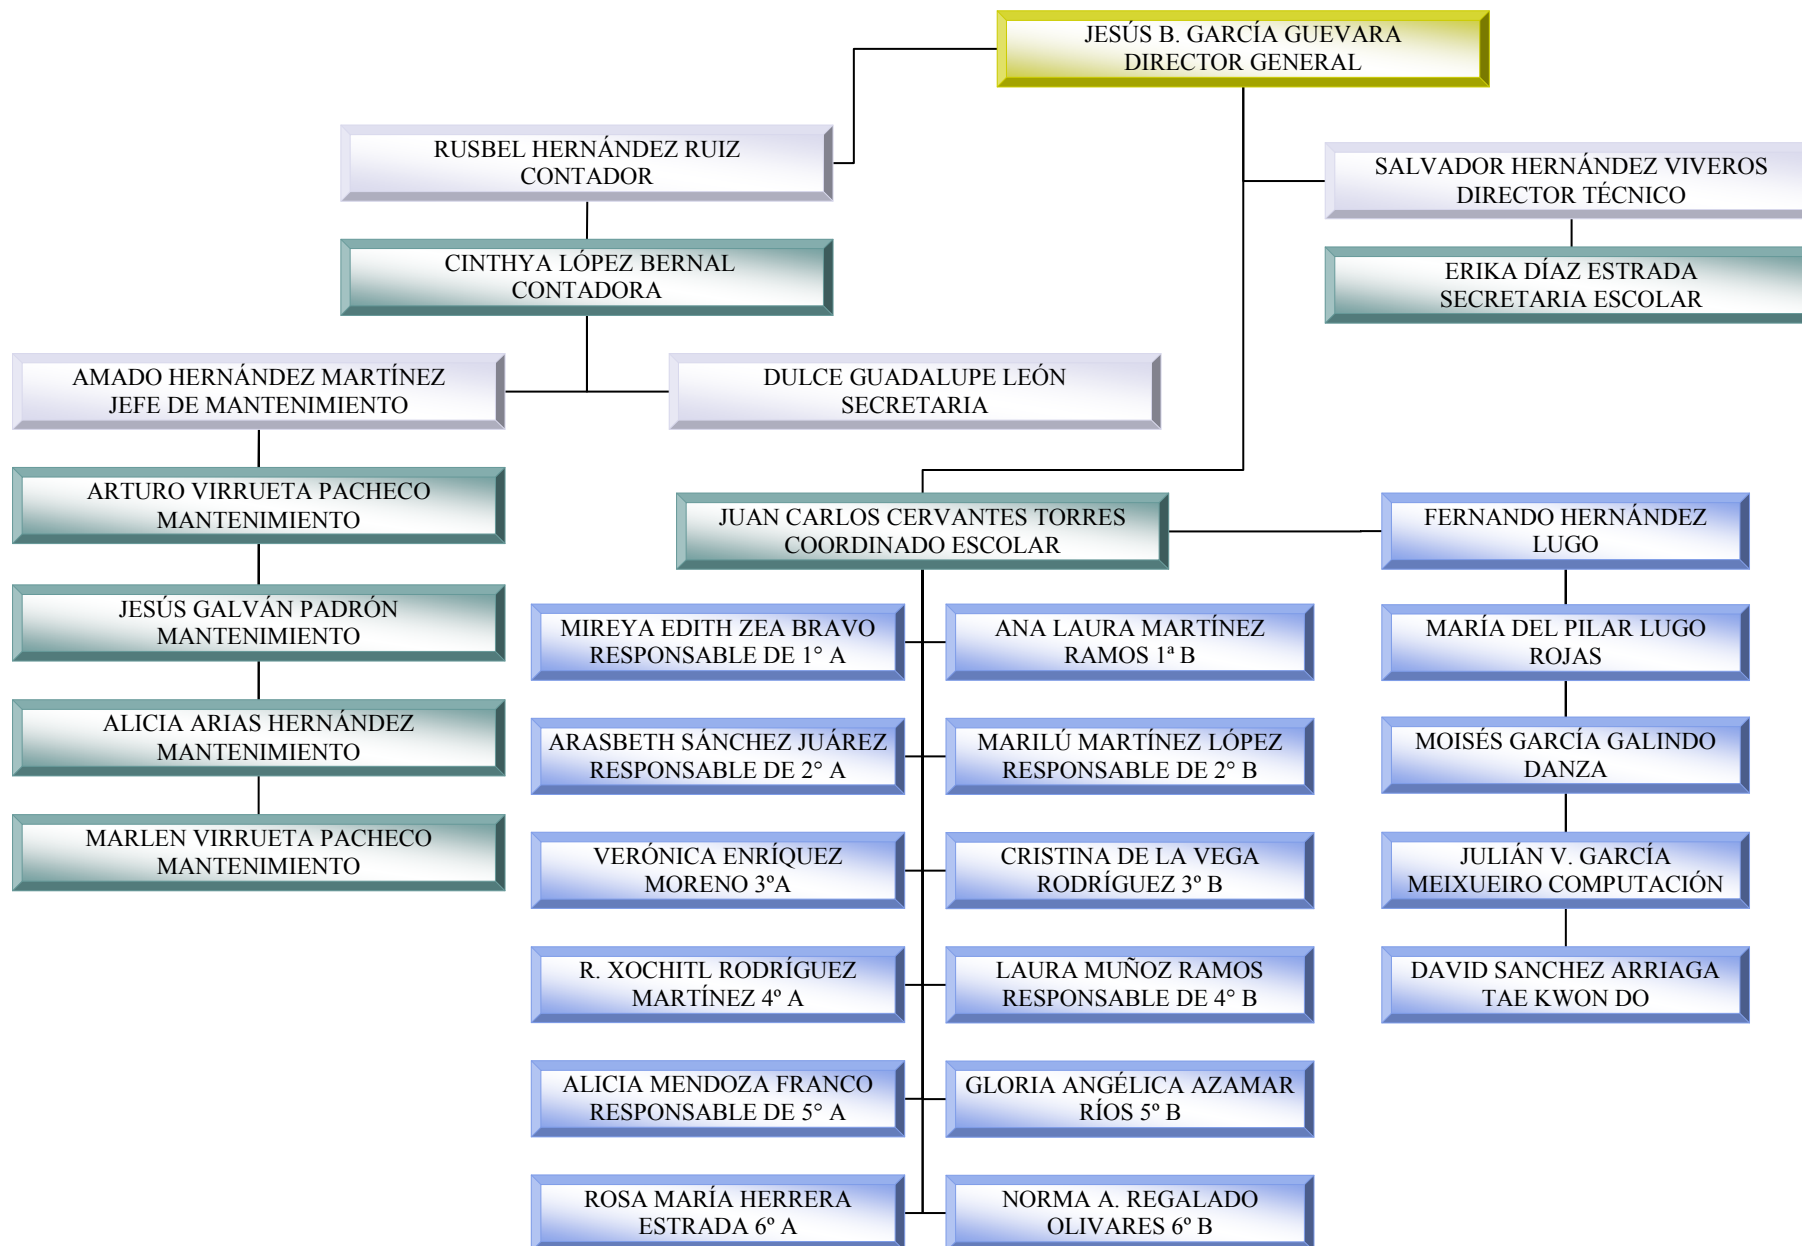 JESÚS B. GARCÍA GUEVARA
DIRECTOR GENERAL
RUSBEL HERNÁNDEZ RUIZ
CONTADOR
SALVADOR HERNÁNDEZ VIVEROS
DIRECTOR TÉCNICO
CINTHYA LÓPEZ BERNAL
CONTADORA
ERIKA DÍAZ ESTRADA
SECRETARIA ESCOLAR
AMADO HERNÁNDEZ MARTÍNEZ
JEFE DE MANTENIMIENTO
DULCE GUADALUPE LEÓN
SECRETARIA
ARTURO VIRRUETA PACHECO
MANTENIMIENTO
JESÚS GALVÁN PADRÓN
MANTENIMIENTO
ALICIA ARIAS HERNÁNDEZ
MANTENIMIENTO
MARLEN VIRRUETA PACHECO
MANTENIMIENTO
JUAN CARLOS CERVANTES TORRES
COORDINADO ESCOLAR
MIREYA EDITH ZEA BRAVO
RESPONSABLE DE 1° A
ANA LAURA MARTÍNEZ
RAMOS 1ª B
ARASBETH SÁNCHEZ JUÁREZ
RESPONSABLE DE 2° A
MARILÚ MARTÍNEZ LÓPEZ
RESPONSABLE DE 2° B
VERÓNICA ENRÍQUEZ
MORENO 3ºA
CRISTINA DE LA VEGA
RODRÍGUEZ 3º B
R. XOCHITL RODRÍGUEZ
MARTÍNEZ 4º A
LAURA MUÑOZ RAMOS
RESPONSABLE DE 4° B
ALICIA MENDOZA FRANCO
RESPONSABLE DE 5° A
GLORIA ANGÉLICA AZAMAR
RÍOS 5º B
ROSA MARÍA HERRERA
ESTRADA 6º A
NORMA A. REGALADO
OLIVARES 6º B
FERNANDO HERNÁNDEZ
LUGO
MARÍA DEL PILAR LUGO
ROJAS
MOISÉS GARCÍA GALINDO
DANZA
JULIÁN V. GARCÍA
MEIXUEIRO COMPUTACIÓN
DAVID SANCHEZ ARRIAGA
TAE KWON DO